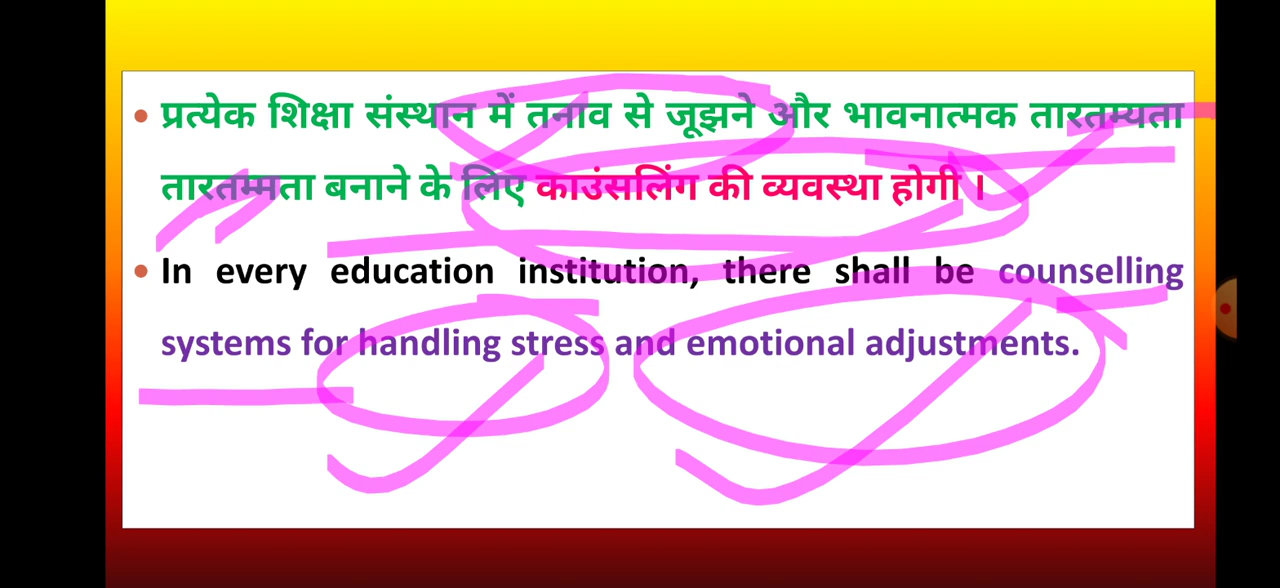 • प्रत्येक शिक्षा संस्थान में तनाव से जूझने और भावनात्मक तारतम्यता
तारतम्मता बनाने के लिए काउंसलिंग की व्यवस्था होगी ।
• In every education institution, there shall be counselling
systems for handling stress and emotional adjustments.